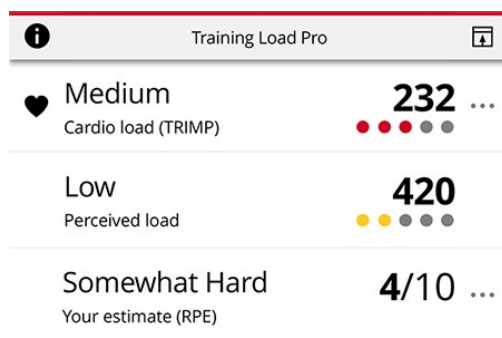 Training Load Pro
Medium 232
Cardio load (TRIMP)
Low 420
Perceived load
Somewhat Hard 4/10
Your estimate (RPE)